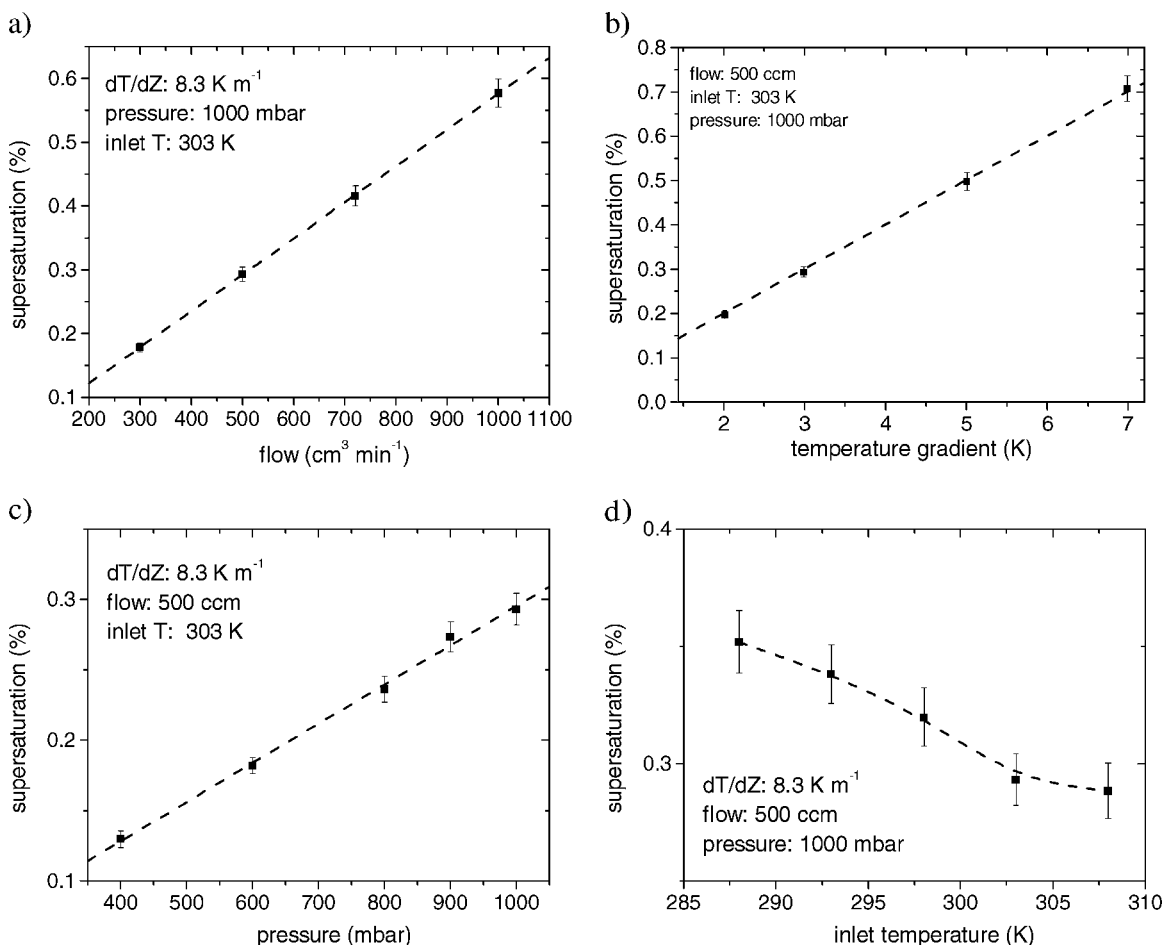 a)
dT/dZ: 8.3 K m⁻¹
pressure: 1000 mbar
inlet T: 303 K
supersaturation (%)
0.6
0.5
0.4
0.3
0.2
0.1
200 300 400 500 600 700 800 900 1000 1100
flow (cm³ min⁻¹)
b)
flow: 500 ccm
inlet T: 303 K
pressure: 1000 mbar
supersaturation (%)
0.8
0.7
0.6
0.5
0.4
0.3
0.2
0.1
0.0
2 3 4 5 6 7
temperature gradient (K)
c)
dT/dZ: 8.3 K m⁻¹
flow: 500 ccm
inlet T: 303 K
supersaturation (%)
0.3
0.2
0.1
400 500 600 700 800 900 1000
pressure (mbar)
d)
supersaturation (%)
0.4
0.3
dT/dZ: 8.3 K m⁻¹
flow: 500 ccm
pressure: 1000 mbar
285 290 295 300 305 310
inlet temperature (K)